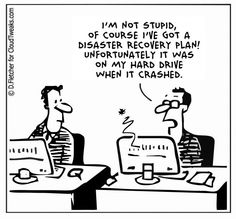 I'M NOT STUPID,
OF COURSE I'VE GOT A
DISASTER RECOVERY PLAN!
UNFORTUNATELY IT WAS
ON MY HARD DRIVE
WHEN IT CRASHED.
© D.Fletcher for CloudTweaks.com